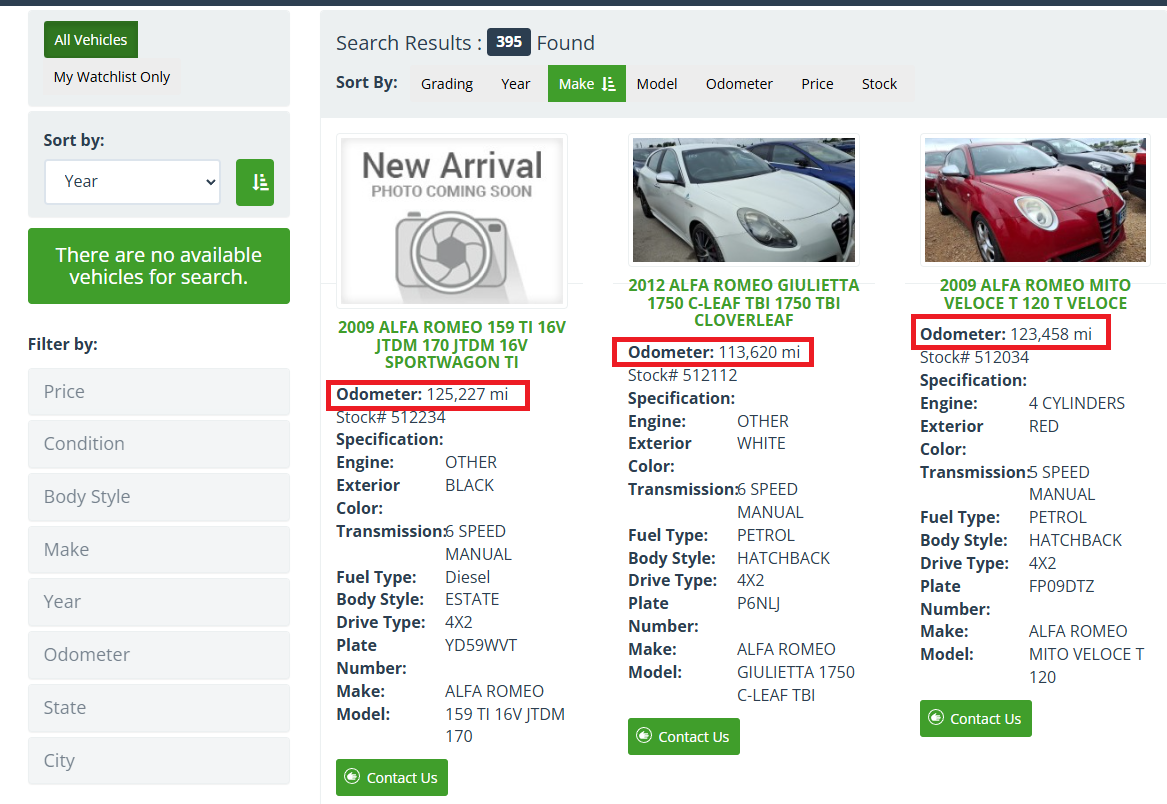 All Vehicles
My Watchlist Only
Sort by:
Year
There are no available
vehicles for search.
Filter by:
Price
Condition
Body Style
Make
Year
Odometer
State
City
Search Results : 395 Found
Sort By: Grading Year Make Model Odometer Price Stock
New Arrival
PHOTO COMING SOON
2009 ALFA ROMEO 159 TI 16V
JTDM 170 JTDM 16V
SPORTWAGON TI
Odometer: 125,227 mi
Stock# 512234
Specification:
Engine: OTHER
Exterior BLACK
Color:
Transmission:6 SPEED
MANUAL
Fuel Type: Diesel
Body Style: ESTATE
Drive Type: 4X2
Plate YD59WVT
Number:
Make: ALFA ROMEO
Model: 159 TI 16V JTDM
170
Contact Us
2012 ALFA ROMEO GIULIETTA
1750 C-LEAF TBI 1750 TBI
CLOVERLEAF
Odometer: 113,620 mi
Stock# 512112
Specification:
Engine: OTHER
Exterior WHITE
Color:
Transmission:6 SPEED
MANUAL
Fuel Type: PETROL
Body Style: HATCHBACK
Drive Type: 4X2
Plate P6NLJ
Number:
Make: ALFA ROMEO
Model: GIULIETTA 1750
C-LEAF TBI
Contact Us
2009 ALFA ROMEO MITO
VELOCE T 120 T VELOCE
Odometer: 123,458 mi
Stock# 512034
Specification:
Engine: 4 CYLINDERS
Exterior RED
Color:
Transmission:5 SPEED
MANUAL
Fuel Type: PETROL
Body Style: HATCHBACK
Drive Type: 4X2
Plate FP09DTZ
Number:
Make: ALFA ROMEO
Model: MITO VELOCE T
120
Contact Us